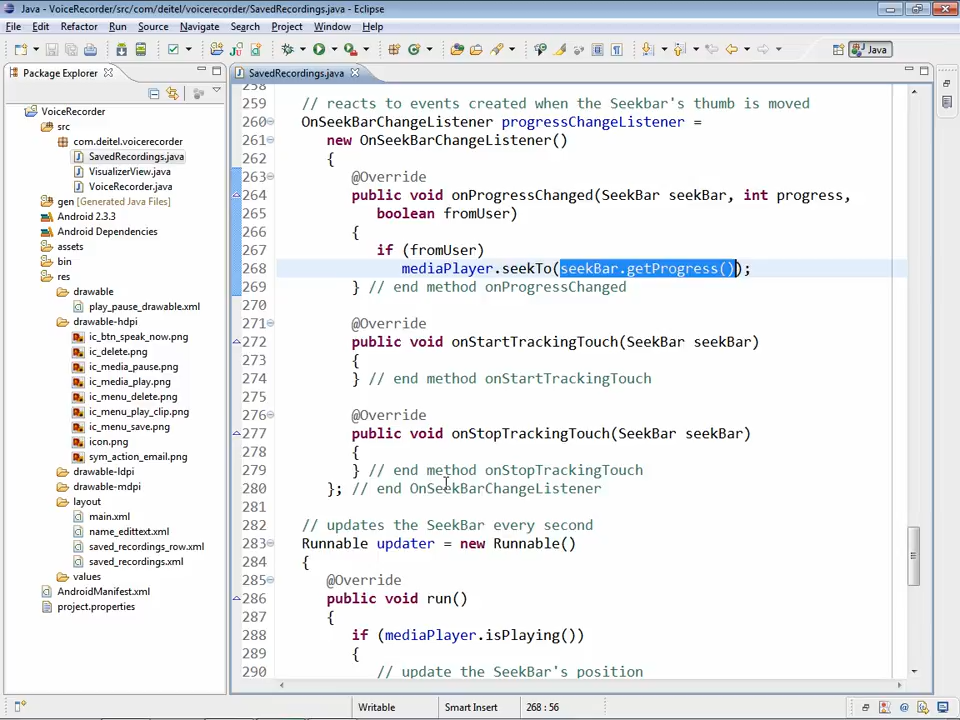 Java - VoiceRecorder/src/com/deitel/voicerecorder/SavedRecordings.java - Eclipse
File Edit Refactor Run Source Navigate Search Project Window Help
Java
Package Explorer
SavedRecordings.java
VoiceRecorder
src
com.deitel.voicerecorder
SavedRecordings.java
VisualizerView.java
VoiceRecorder.java
gen [Generated Java Files]
Android 2.3.3
Android Dependencies
assets
bin
res
drawable
play_pause_drawable.xml
drawable-hdpi
ic_btn_speak_now.png
ic_delete.png
ic_media_pause.png
ic_media_play.png
ic_menu_delete.png
ic_menu_play_clip.png
ic_menu_save.png
icon.png
sym_action_email.png
drawable-ldpi
drawable-mdpi
layout
main.xml
name_edittext.xml
saved_recordings_row.xml
saved_recordings.xml
values
AndroidManifest.xml
project.properties
258
259 // reacts to events created when the Seekbar's thumb is moved
260 OnSeekBarChangeListener progressChangeListener =
261 new OnSeekBarChangeListener()
262 {
263 @Override
264 public void onProgressChanged(SeekBar seekBar, int progress,
265 boolean fromUser)
266 {
267 if (fromUser)
268 mediaPlayer.seekTo(seekBar.getProgress());
269 } // end method onProgressChanged
270
271 @Override
272 public void onStartTrackingTouch(SeekBar seekBar)
273 {
274 } // end method onStartTrackingTouch
275
276 @Override
277 public void onStopTrackingTouch(SeekBar seekBar)
278 {
279 } // end method onStopTrackingTouch
280 }; // end OnSeekBarChangeListener
281
282 // updates the SeekBar every second
283 Runnable updater = new Runnable()
284 {
285 @Override
286 public void run()
287 {
288 if (mediaPlayer.isPlaying())
289 {
290 // update the SeekBar's position
Writable Smart Insert 268 : 56